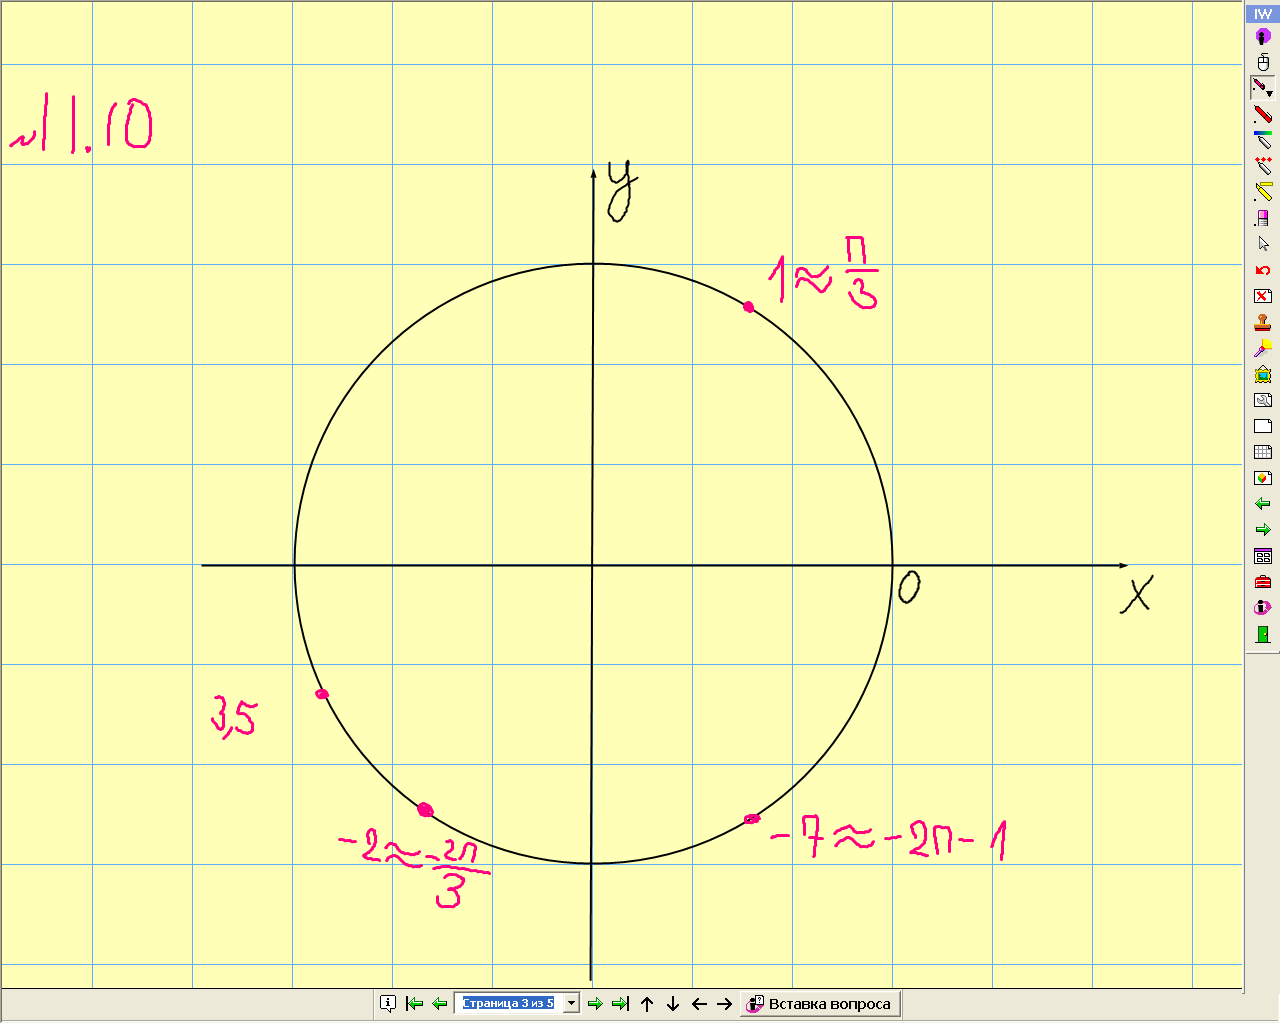 №11.10
y
1≈π/3
0
x
3,5
-2≈-2π/3
-7≈-2π-1
IW
Страница 3 из 5
Вставка вопроса